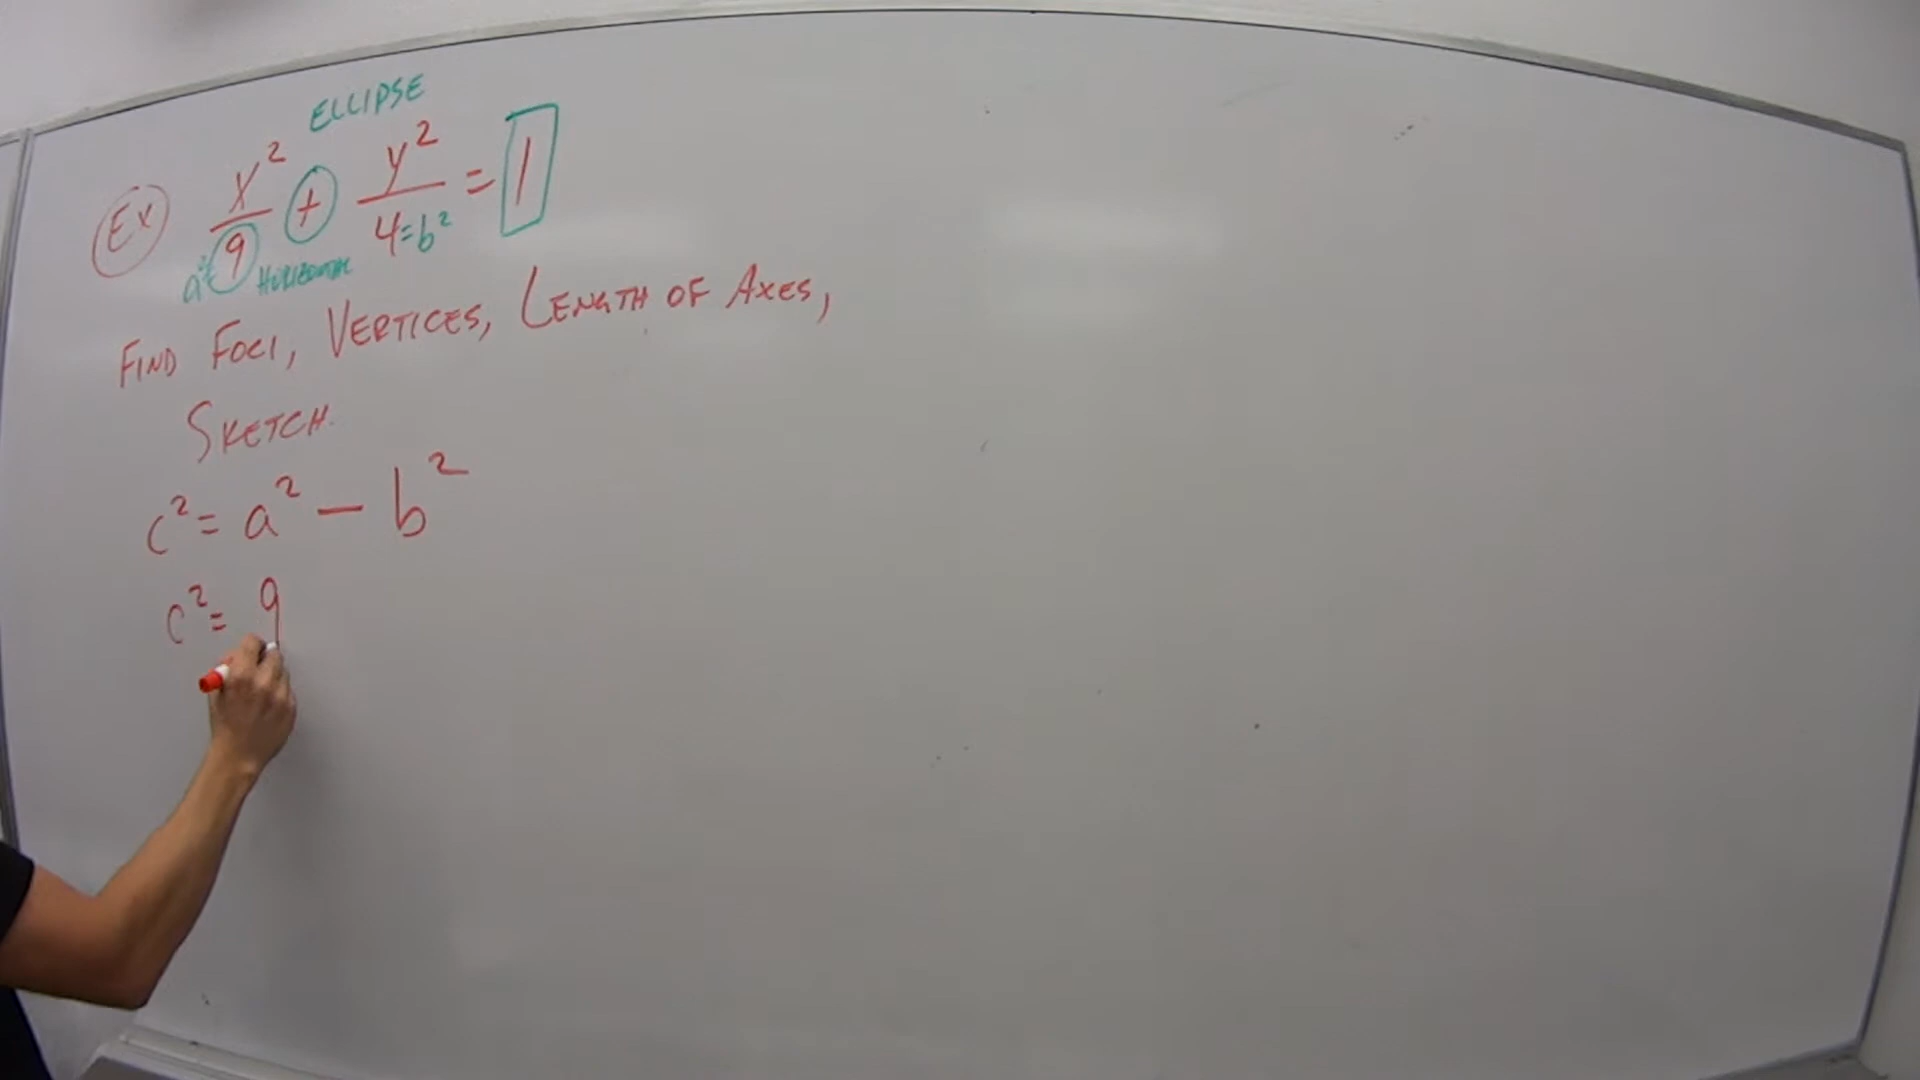 ELLIPSE
Ex x²/9 + y²/4 = 1
a²= HORIZONTAL =b²
FIND FOCI, VERTICES, LENGTH OF AXES,
SKETCH.
c² = a² - b²
c² = 9